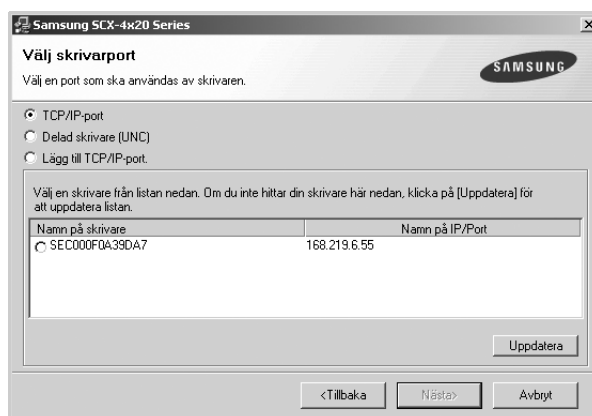 Samsung SCX-4x20 Series
Välj skrivarport
Välj en port som ska användas av skrivaren.
SAMSUNG
TCP/IP-port
Delad skrivare (UNC)
Lägg till TCP/IP-port.
Välj en skrivare från listan nedan. Om du inte hittar din skrivare här nedan, klicka på [Uppdatera] för
att uppdatera listan.
Namn på skrivare Namn på IP/Port
SEC000F0A39DA7 168.219.6.55
Uppdatera
<Tillbaka Nästa> Avbryt